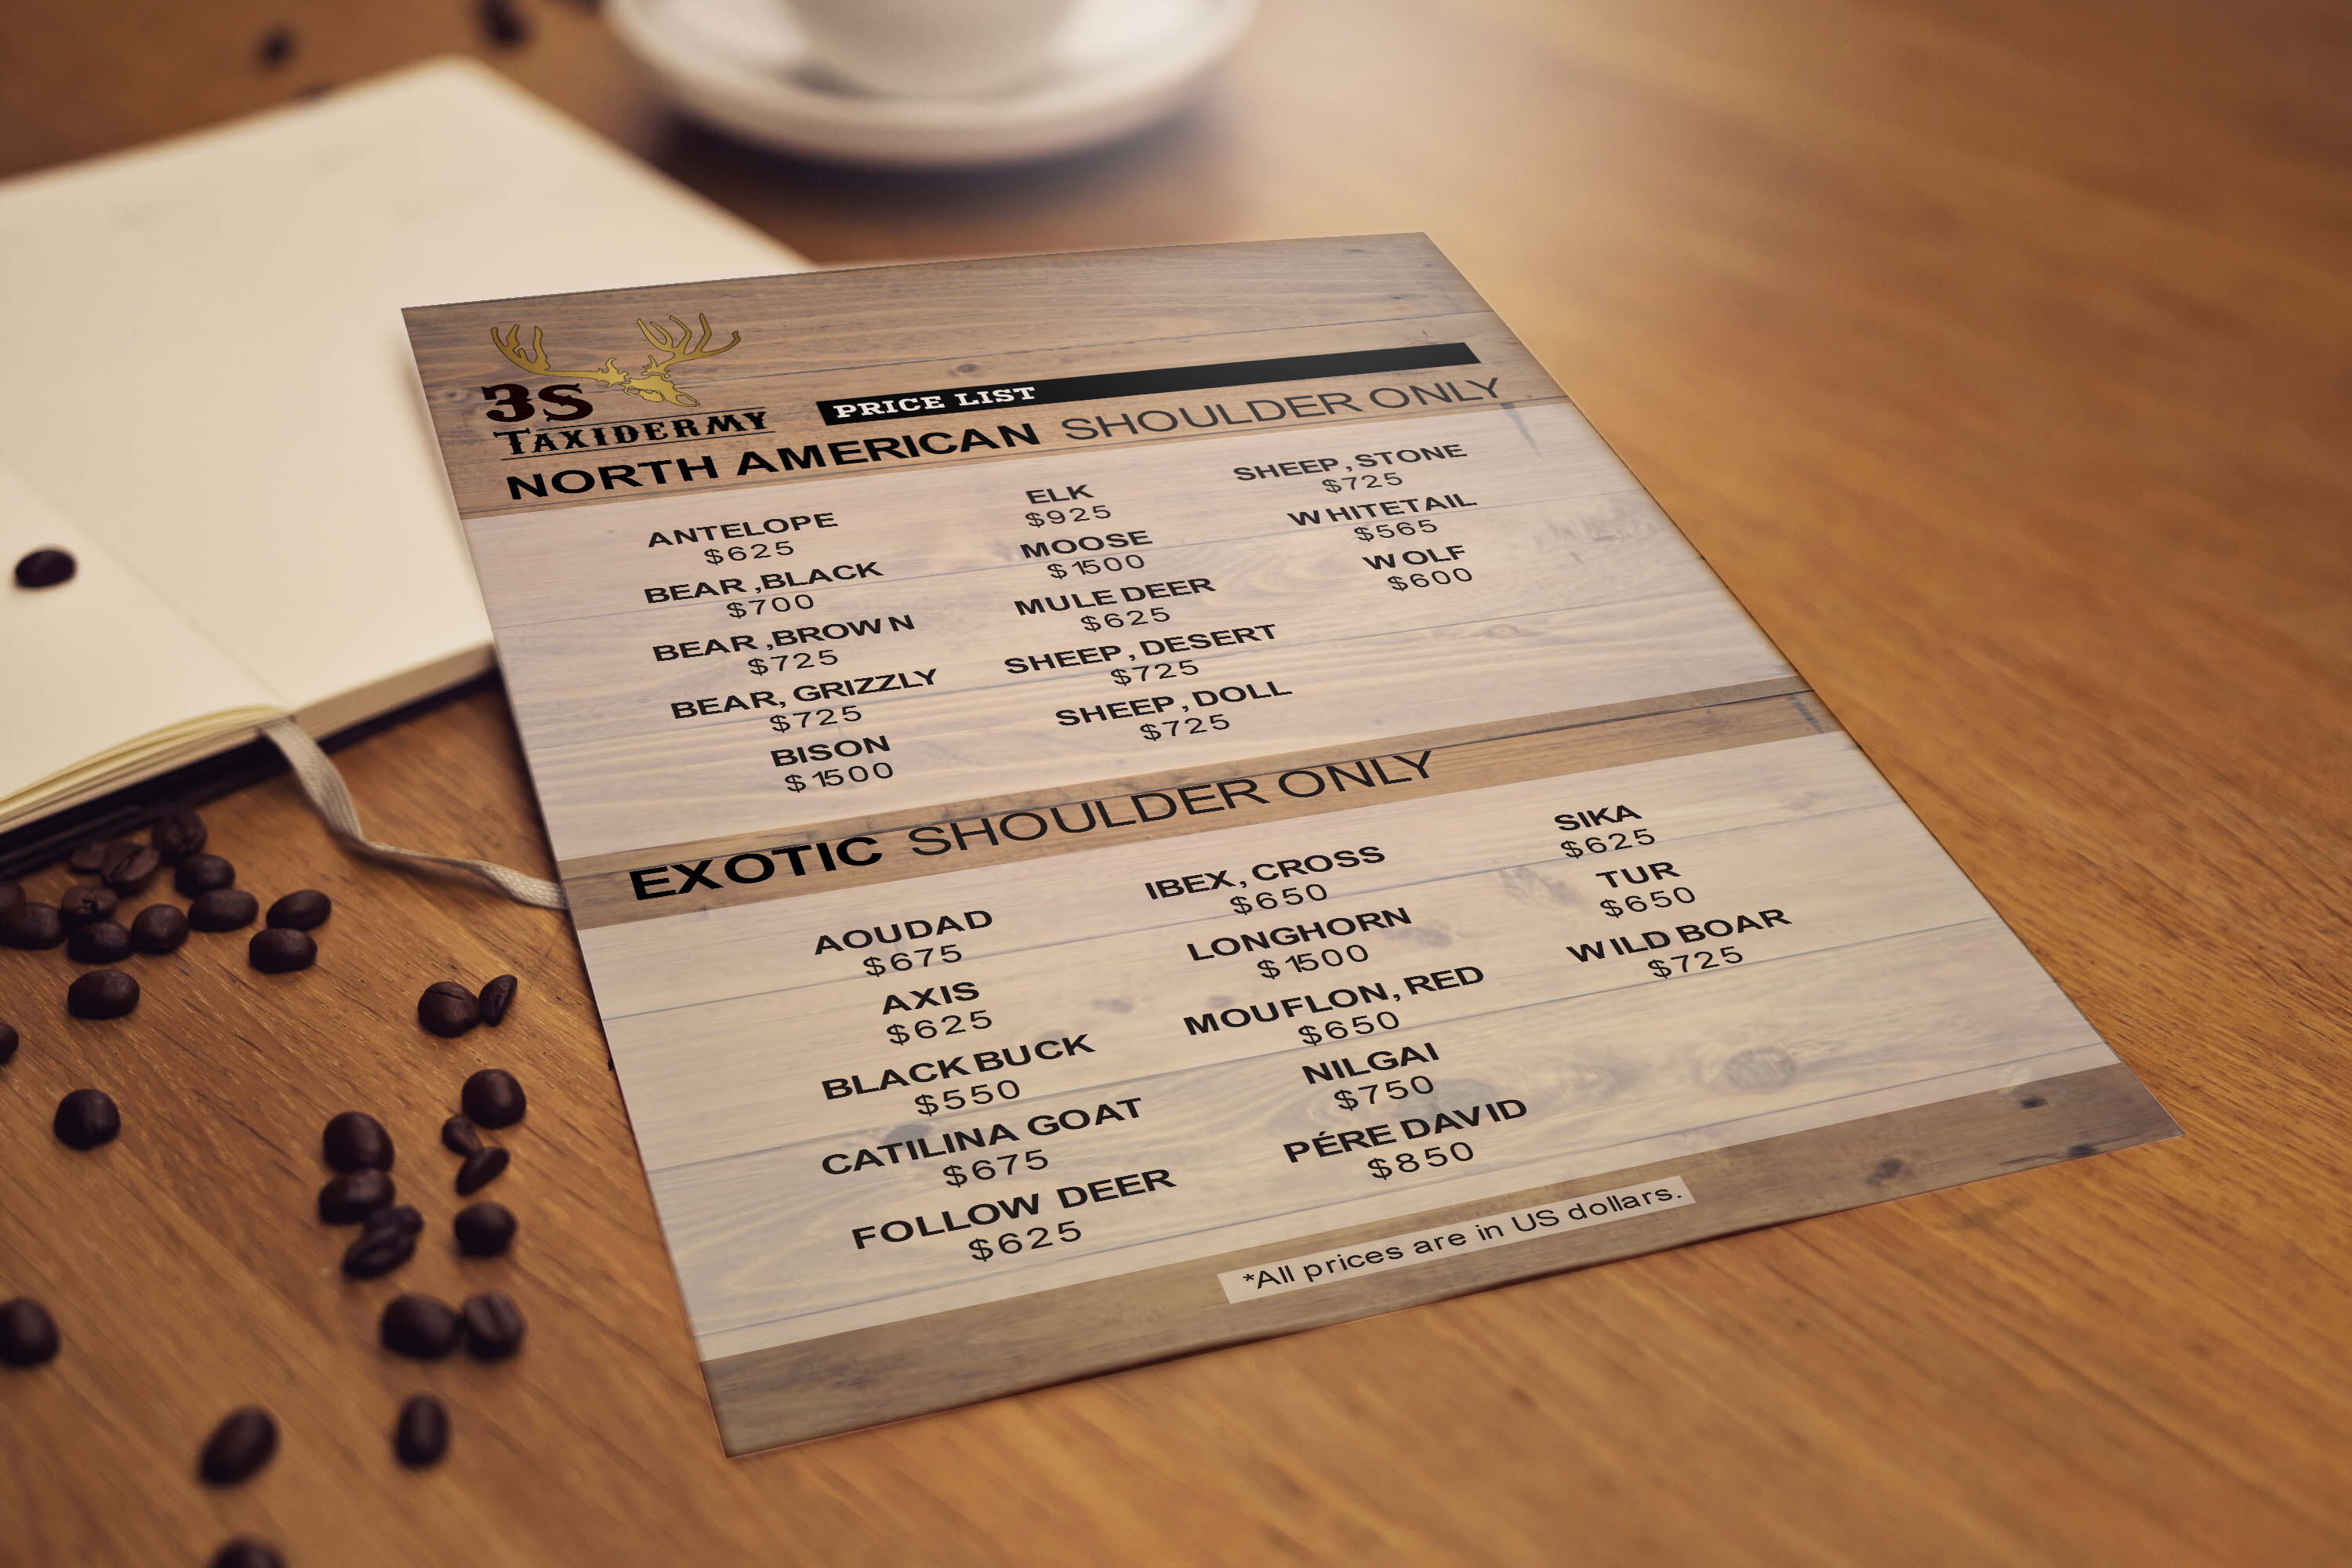 3S
TAXIDERMY
PRICE LIST
NORTH AMERICAN SHOULDER ONLY
ANTELOPE
$625
BEAR ,BLACK
$700
BEAR ,BROWN
$725
BEAR, GRIZZLY
$725
BISON
$1500
ELK
$925
MOOSE
$1500
MULE DEER
$625
SHEEP, DESERT
$725
SHEEP, DOLL
$725
SHEEP, STONE
$725
WHITETAIL
$565
WOLF
$600
EXOTIC SHOULDER ONLY
AOUDAD
$675
AXIS
$625
BLACK BUCK
$550
CATILINA GOAT
$675
FOLLOW DEER
$625
IBEX, CROSS
$650
LONGHORN
$1500
MOUFLON, RED
$650
NILGAI
$750
PÉRE DAVID
$850
SIKA
$625
TUR
$650
WILD BOAR
$725
*All prices are in US dollars.